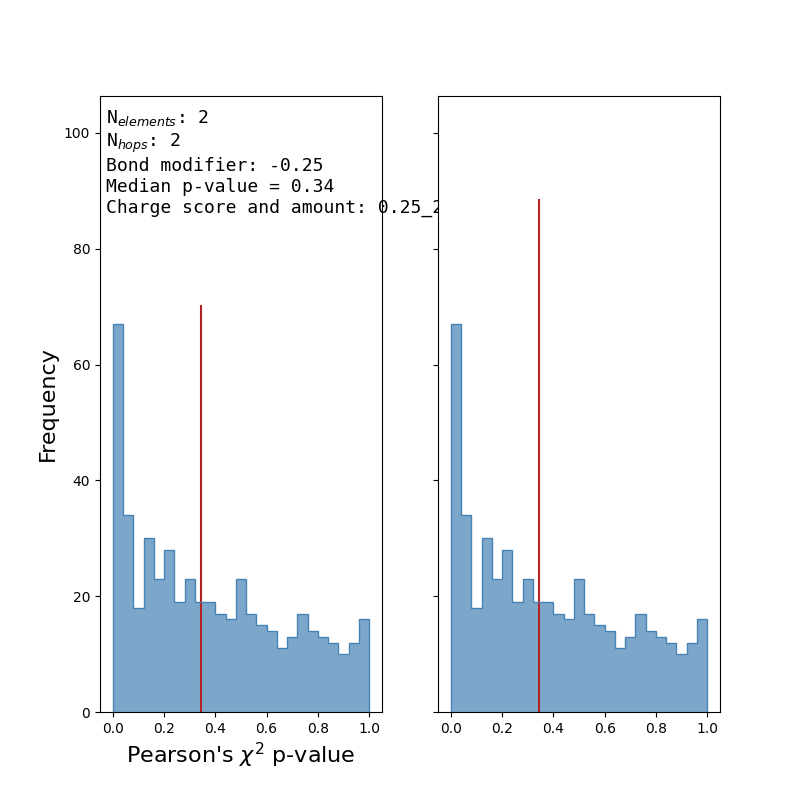 N_elements: 2
N_hops: 2
Bond modifier: -0.25
Median p-value = 0.34
Charge score and amount: 0.25_2
100
80
60
40
20
0
Frequency
0.0 0.2 0.4 0.6 0.8 1.0
0.0 0.2 0.4 0.6 0.8 1.0
Pearson's χ² p-value